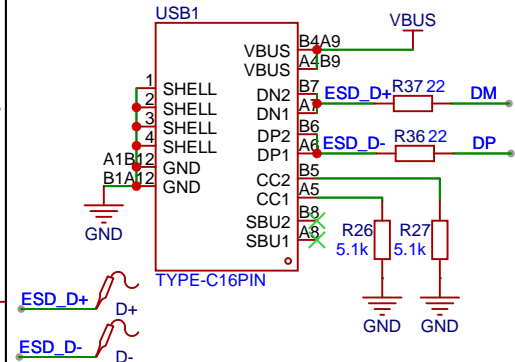 USB1
VBUS
VBUS B4A9
VBUS A4B9
1 SHELL
2 SHELL
3 SHELL
4 SHELL
A1B12 GND
B1A12 GND
GND
DN2 B7
DN1 A7
ESD_D+ R37 22 DM
DP2 B6
DP1 A6
ESD_D- R36 22 DP
CC2 B5
CC1 A5
SBU2 B8
SBU1 A8
R26 5.1k
R27 5.1k
GND GND
TYPE-C16PIN
ESD_D+ D+
ESD_D- D-